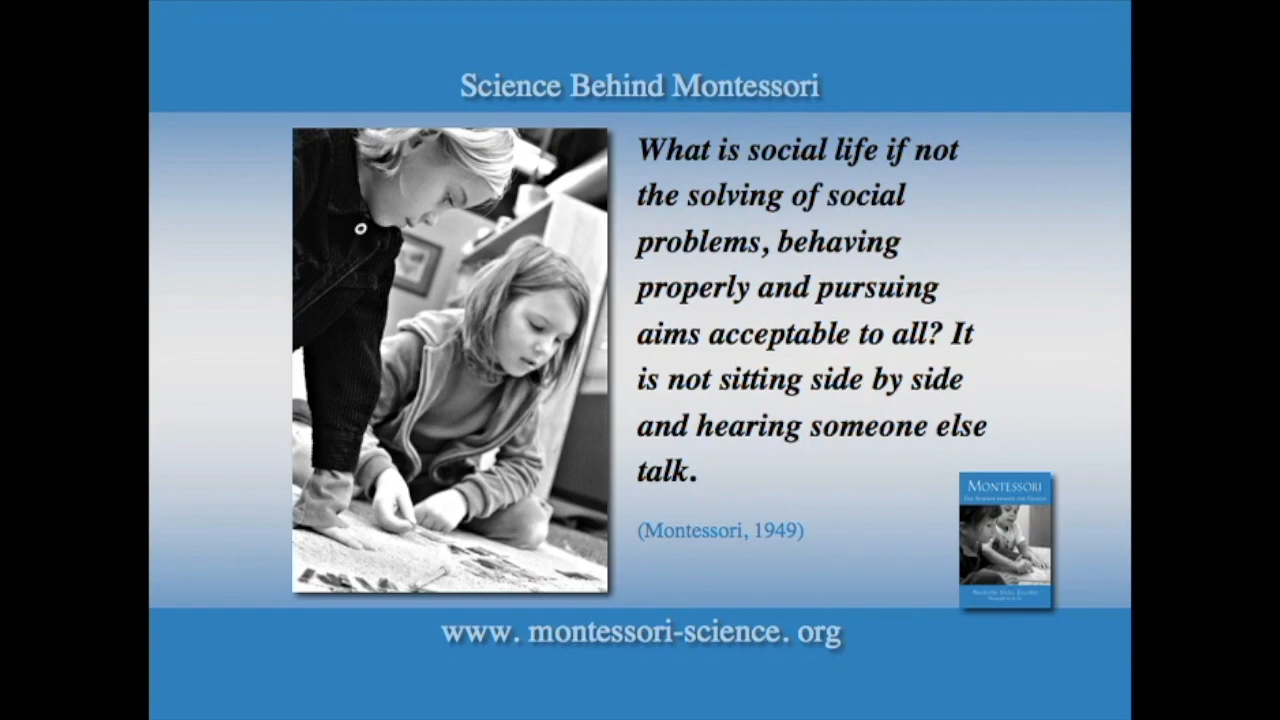 Science Behind Montessori
What is social life if not
the solving of social
problems, behaving
properly and pursuing
aims acceptable to all? It
is not sitting side by side
and hearing someone else
talk.
(Montessori, 1949)
MONTESSORI
www. montessori-science. org